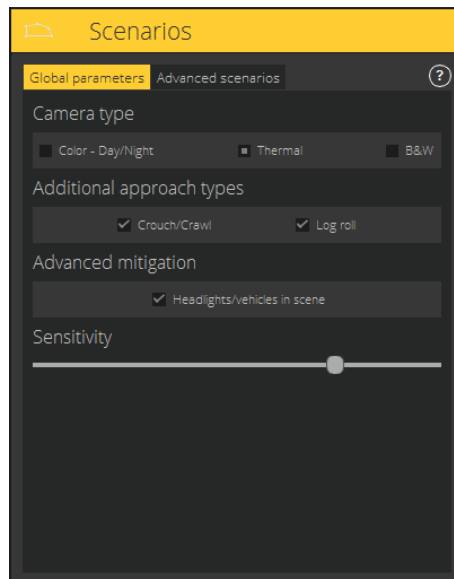 Scenarios
Global parameters Advanced scenarios ?
Camera type
Color - Day/Night Thermal B&W
Additional approach types
Crouch/Crawl Log roll
Advanced mitigation
Headlights/vehicles in scene
Sensitivity